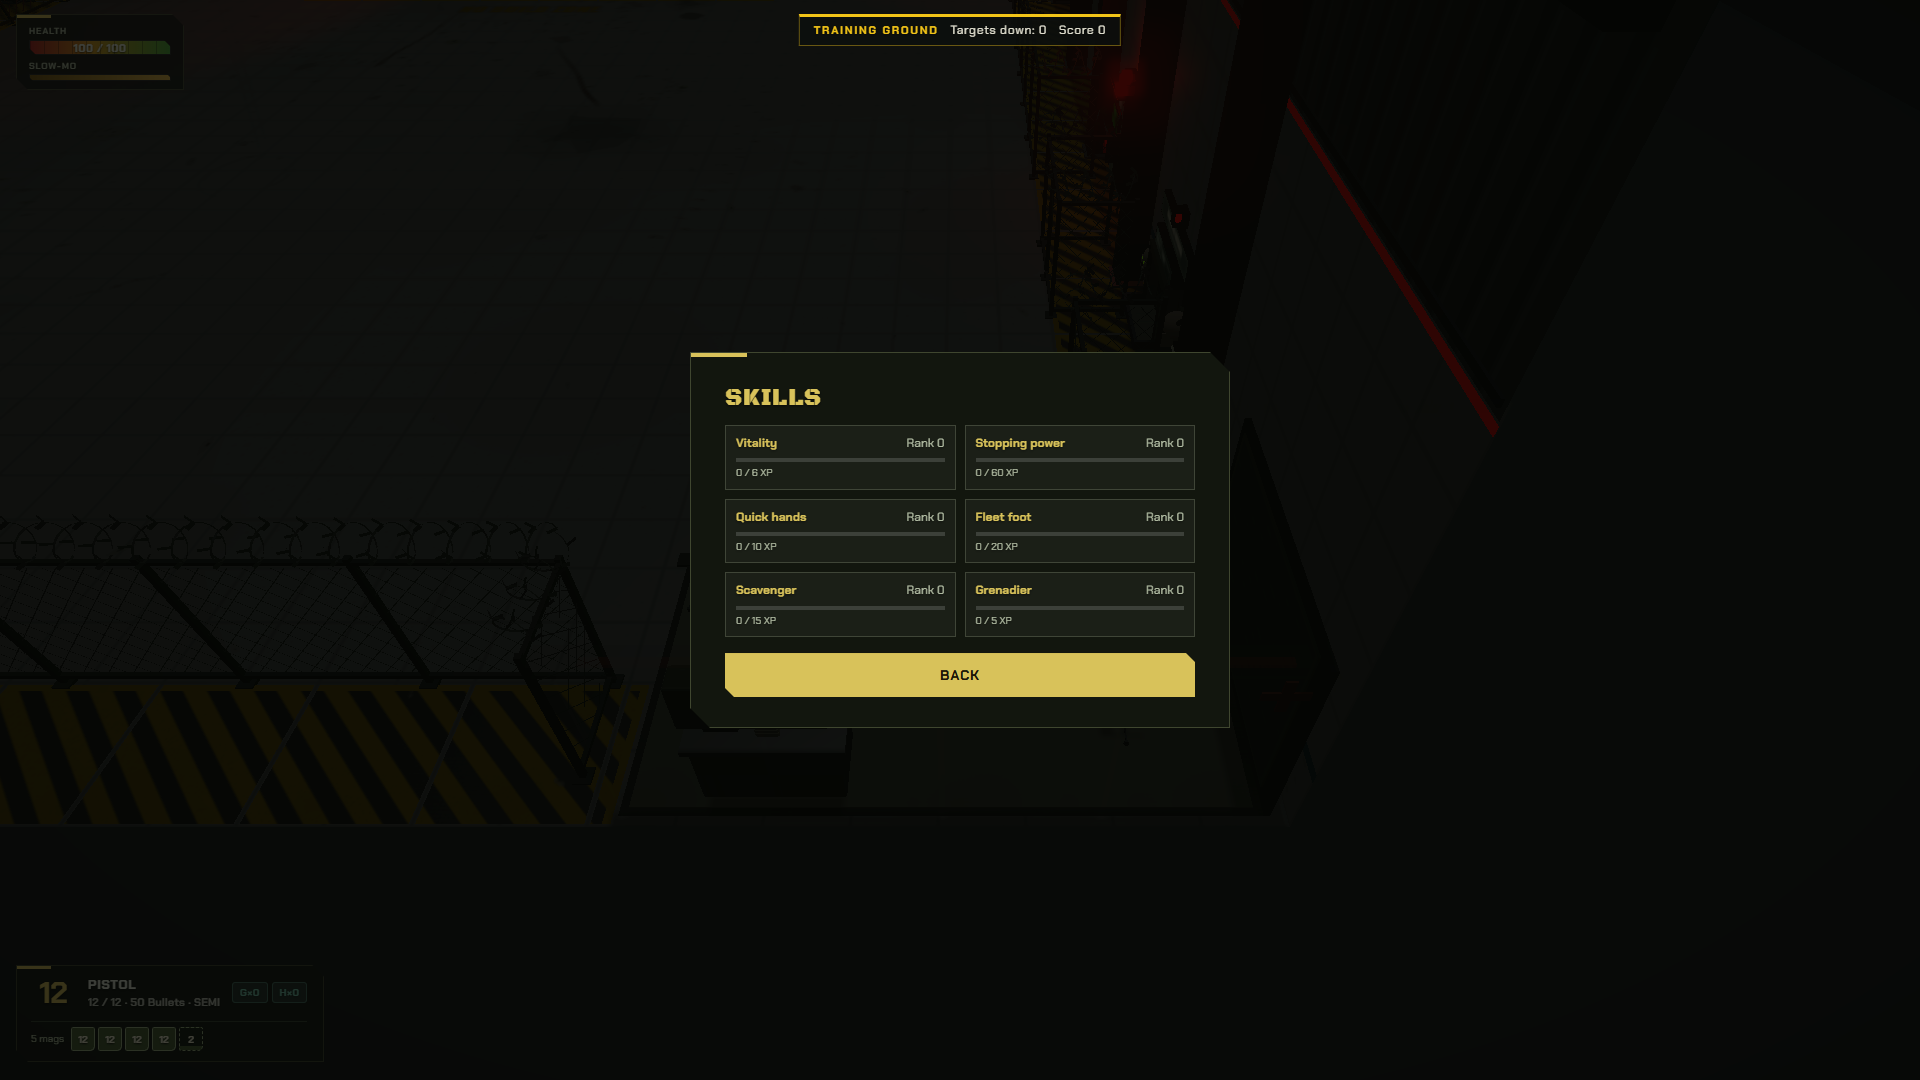 HEALTH
100 / 100
SLOW-MO
TRAINING GROUND Targets down: 0 Score 0
SKILLS
Vitality Rank 0
0 / 6 XP
Stopping power Rank 0
0 / 60 XP
Quick hands Rank 0
0 / 10 XP
Fleet foot Rank 0
0 / 20 XP
Scavenger Rank 0
0 / 15 XP
Grenadier Rank 0
0 / 5 XP
BACK
12 PISTOL
12 / 12 · 50 Bullets · SEMI
G×0 H×0
5 mags 12 12 12 12 2